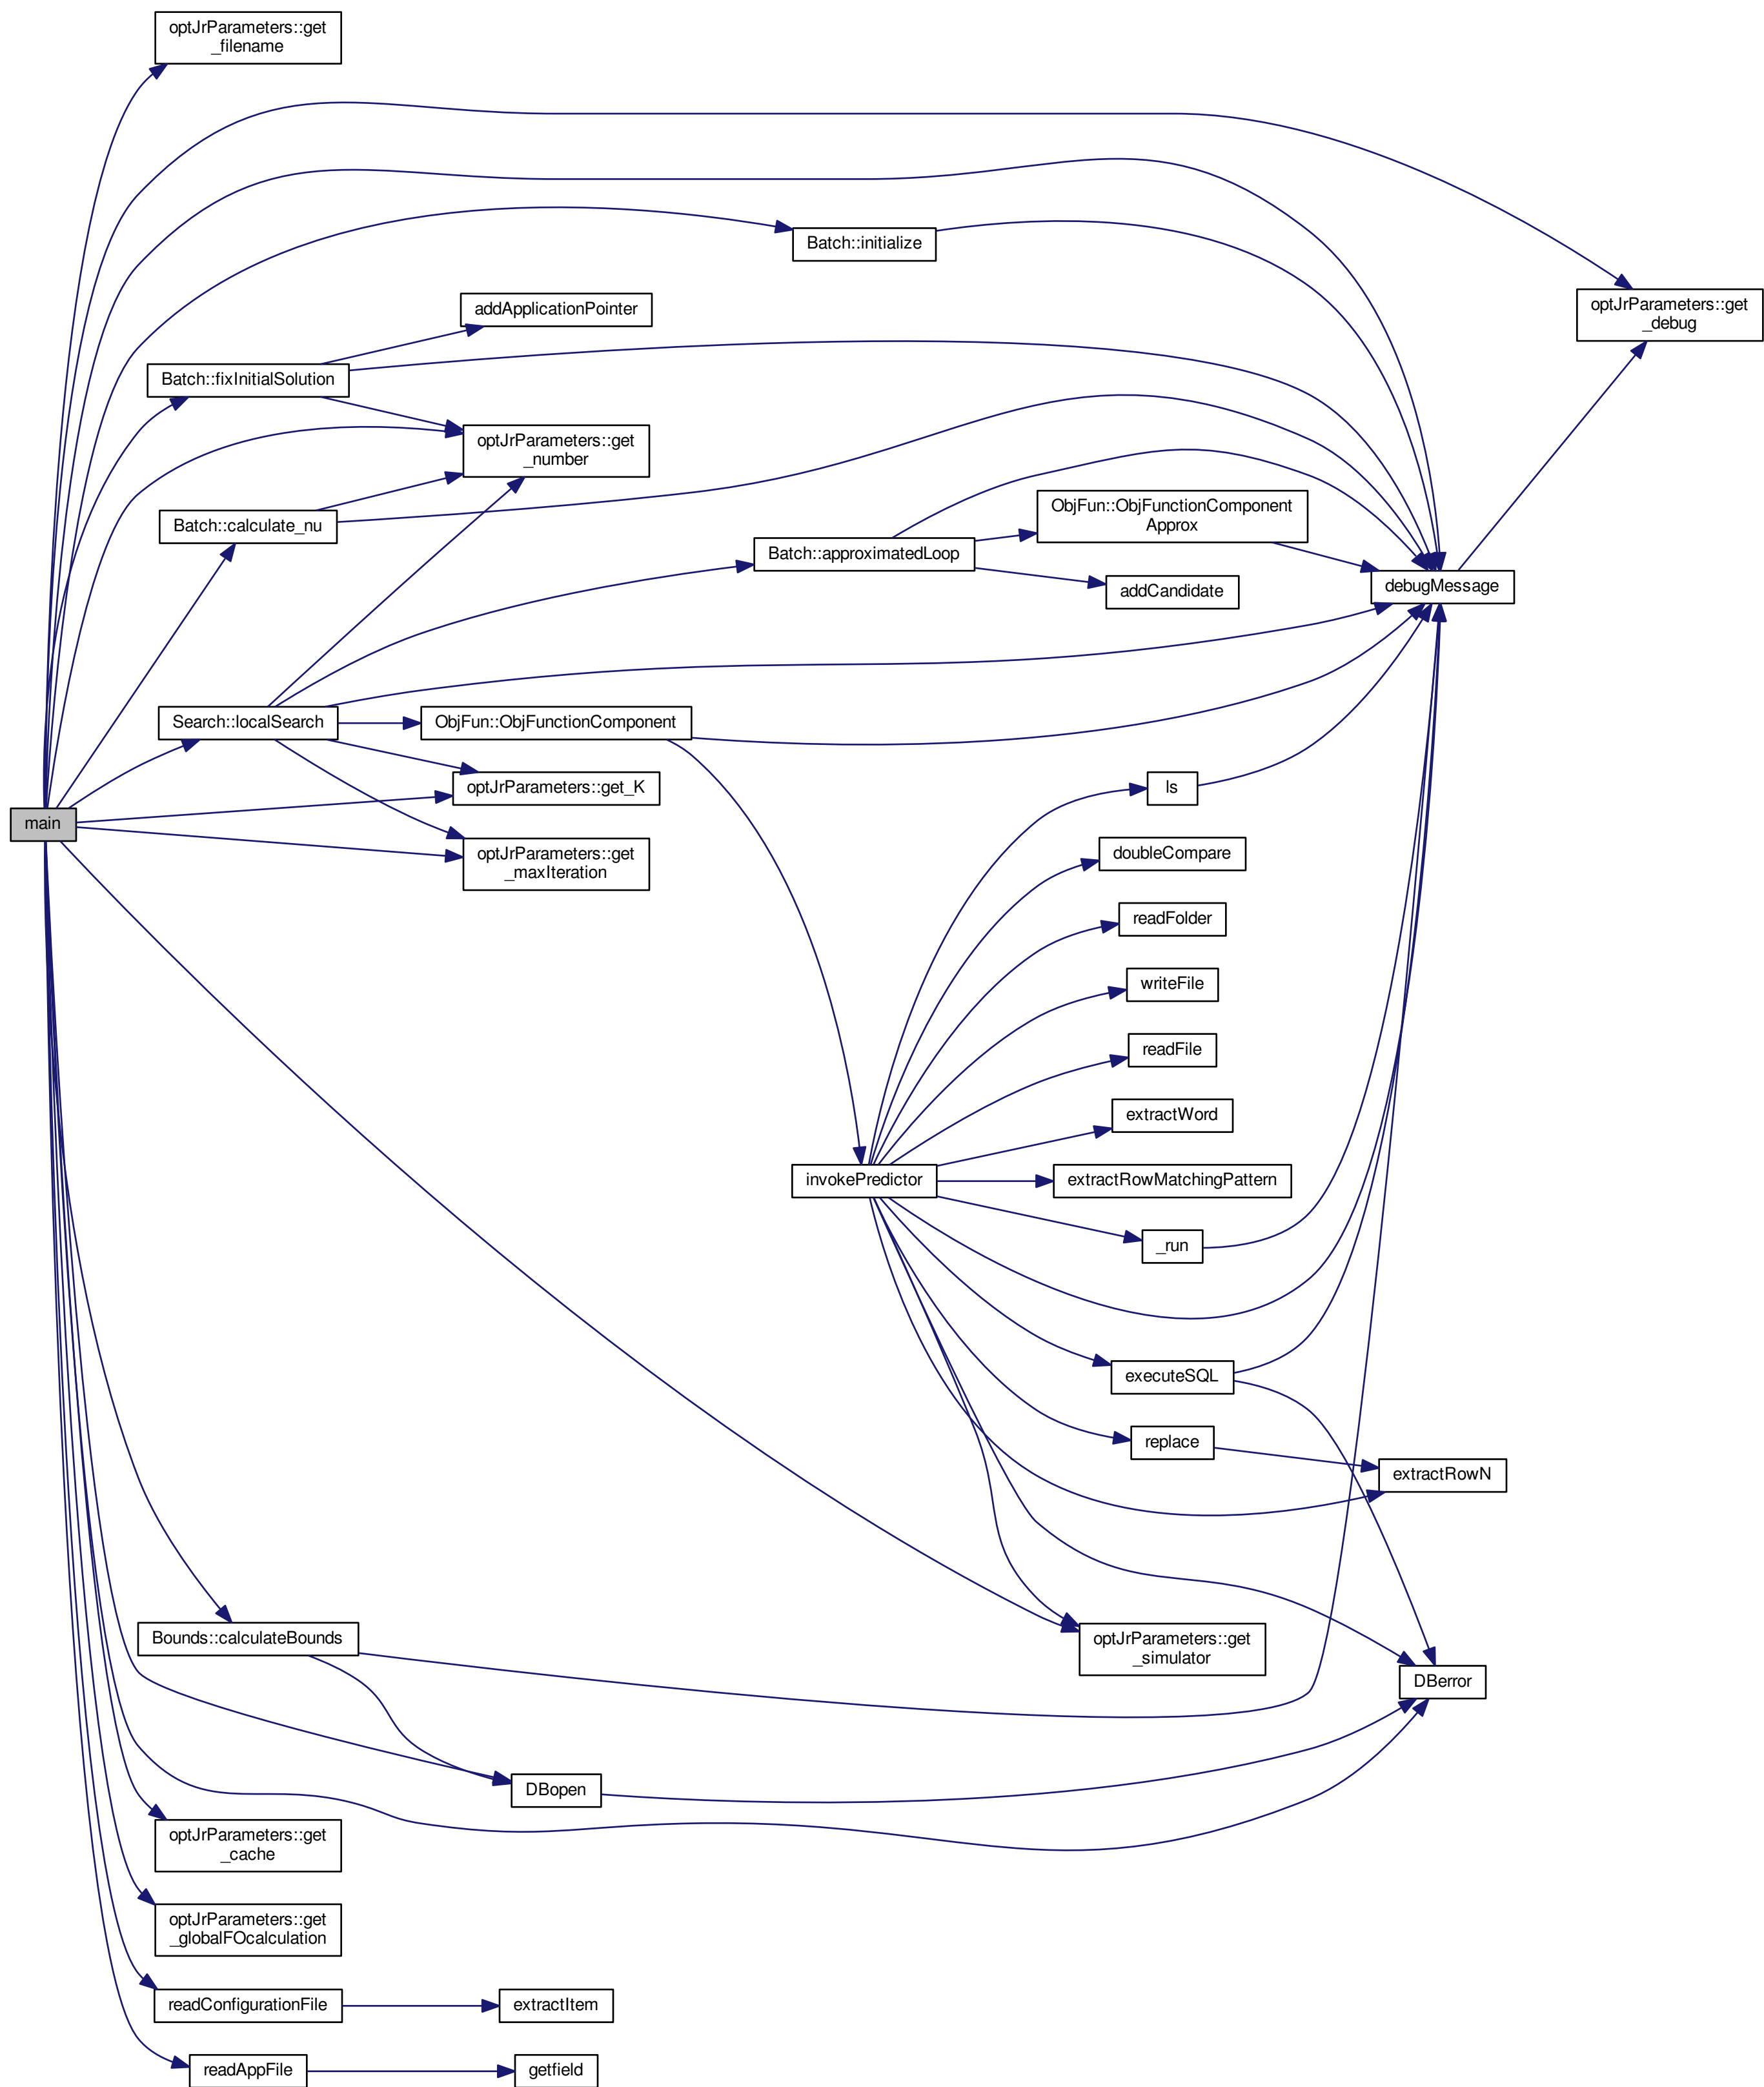 optJrParameters::get
_filename
Batch::initialize
optJrParameters::get
_debug
addApplicationPointer
Batch::fixInitialSolution
optJrParameters::get
_number
Batch::calculate_nu
ObjFun::ObjFunctionComponent
Approx
Batch::approximatedLoop
addCandidate
debugMessage
Search::localSearch
ObjFun::ObjFunctionComponent
optJrParameters::get_K
ls
main
optJrParameters::get
_maxIteration
doubleCompare
readFolder
writeFile
readFile
extractWord
invokePredictor
extractRowMatchingPattern
_run
executeSQL
replace
extractRowN
Bounds::calculateBounds
optJrParameters::get
_simulator
DBerror
DBopen
optJrParameters::get
_cache
optJrParameters::get
_globalFOcalculation
readConfigurationFile
extractItem
readAppFile
getfield